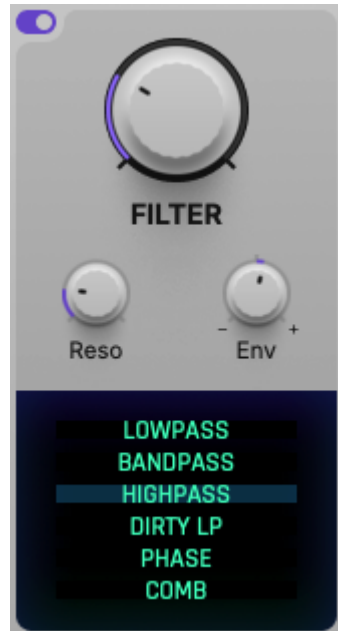 FILTER
Reso
− +
Env
LOWPASS
BANDPASS
HIGHPASS
DIRTY LP
PHASE
COMB